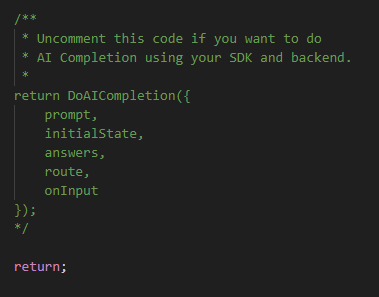 /**
 * Uncomment this code if you want to do
 * AI Completion using your SDK and backend.
 *
return DoAICompletion({
    prompt,
    initialState,
    answers,
    route,
    onInput
});
*/
return;